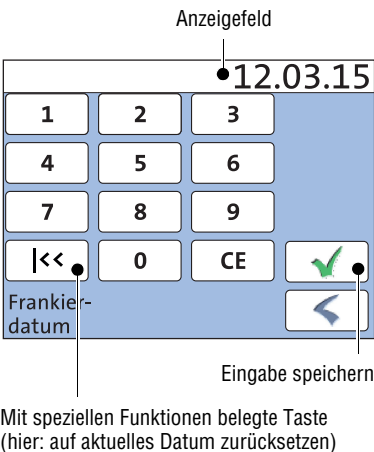 Anzeigefeld
12.03.15
1 2 3
4 5 6
7 8 9
|<< 0 CE
Frankier-
datum
Eingabe speichern
Mit speziellen Funktionen belegte Taste
(hier: auf aktuelles Datum zurücksetzen)